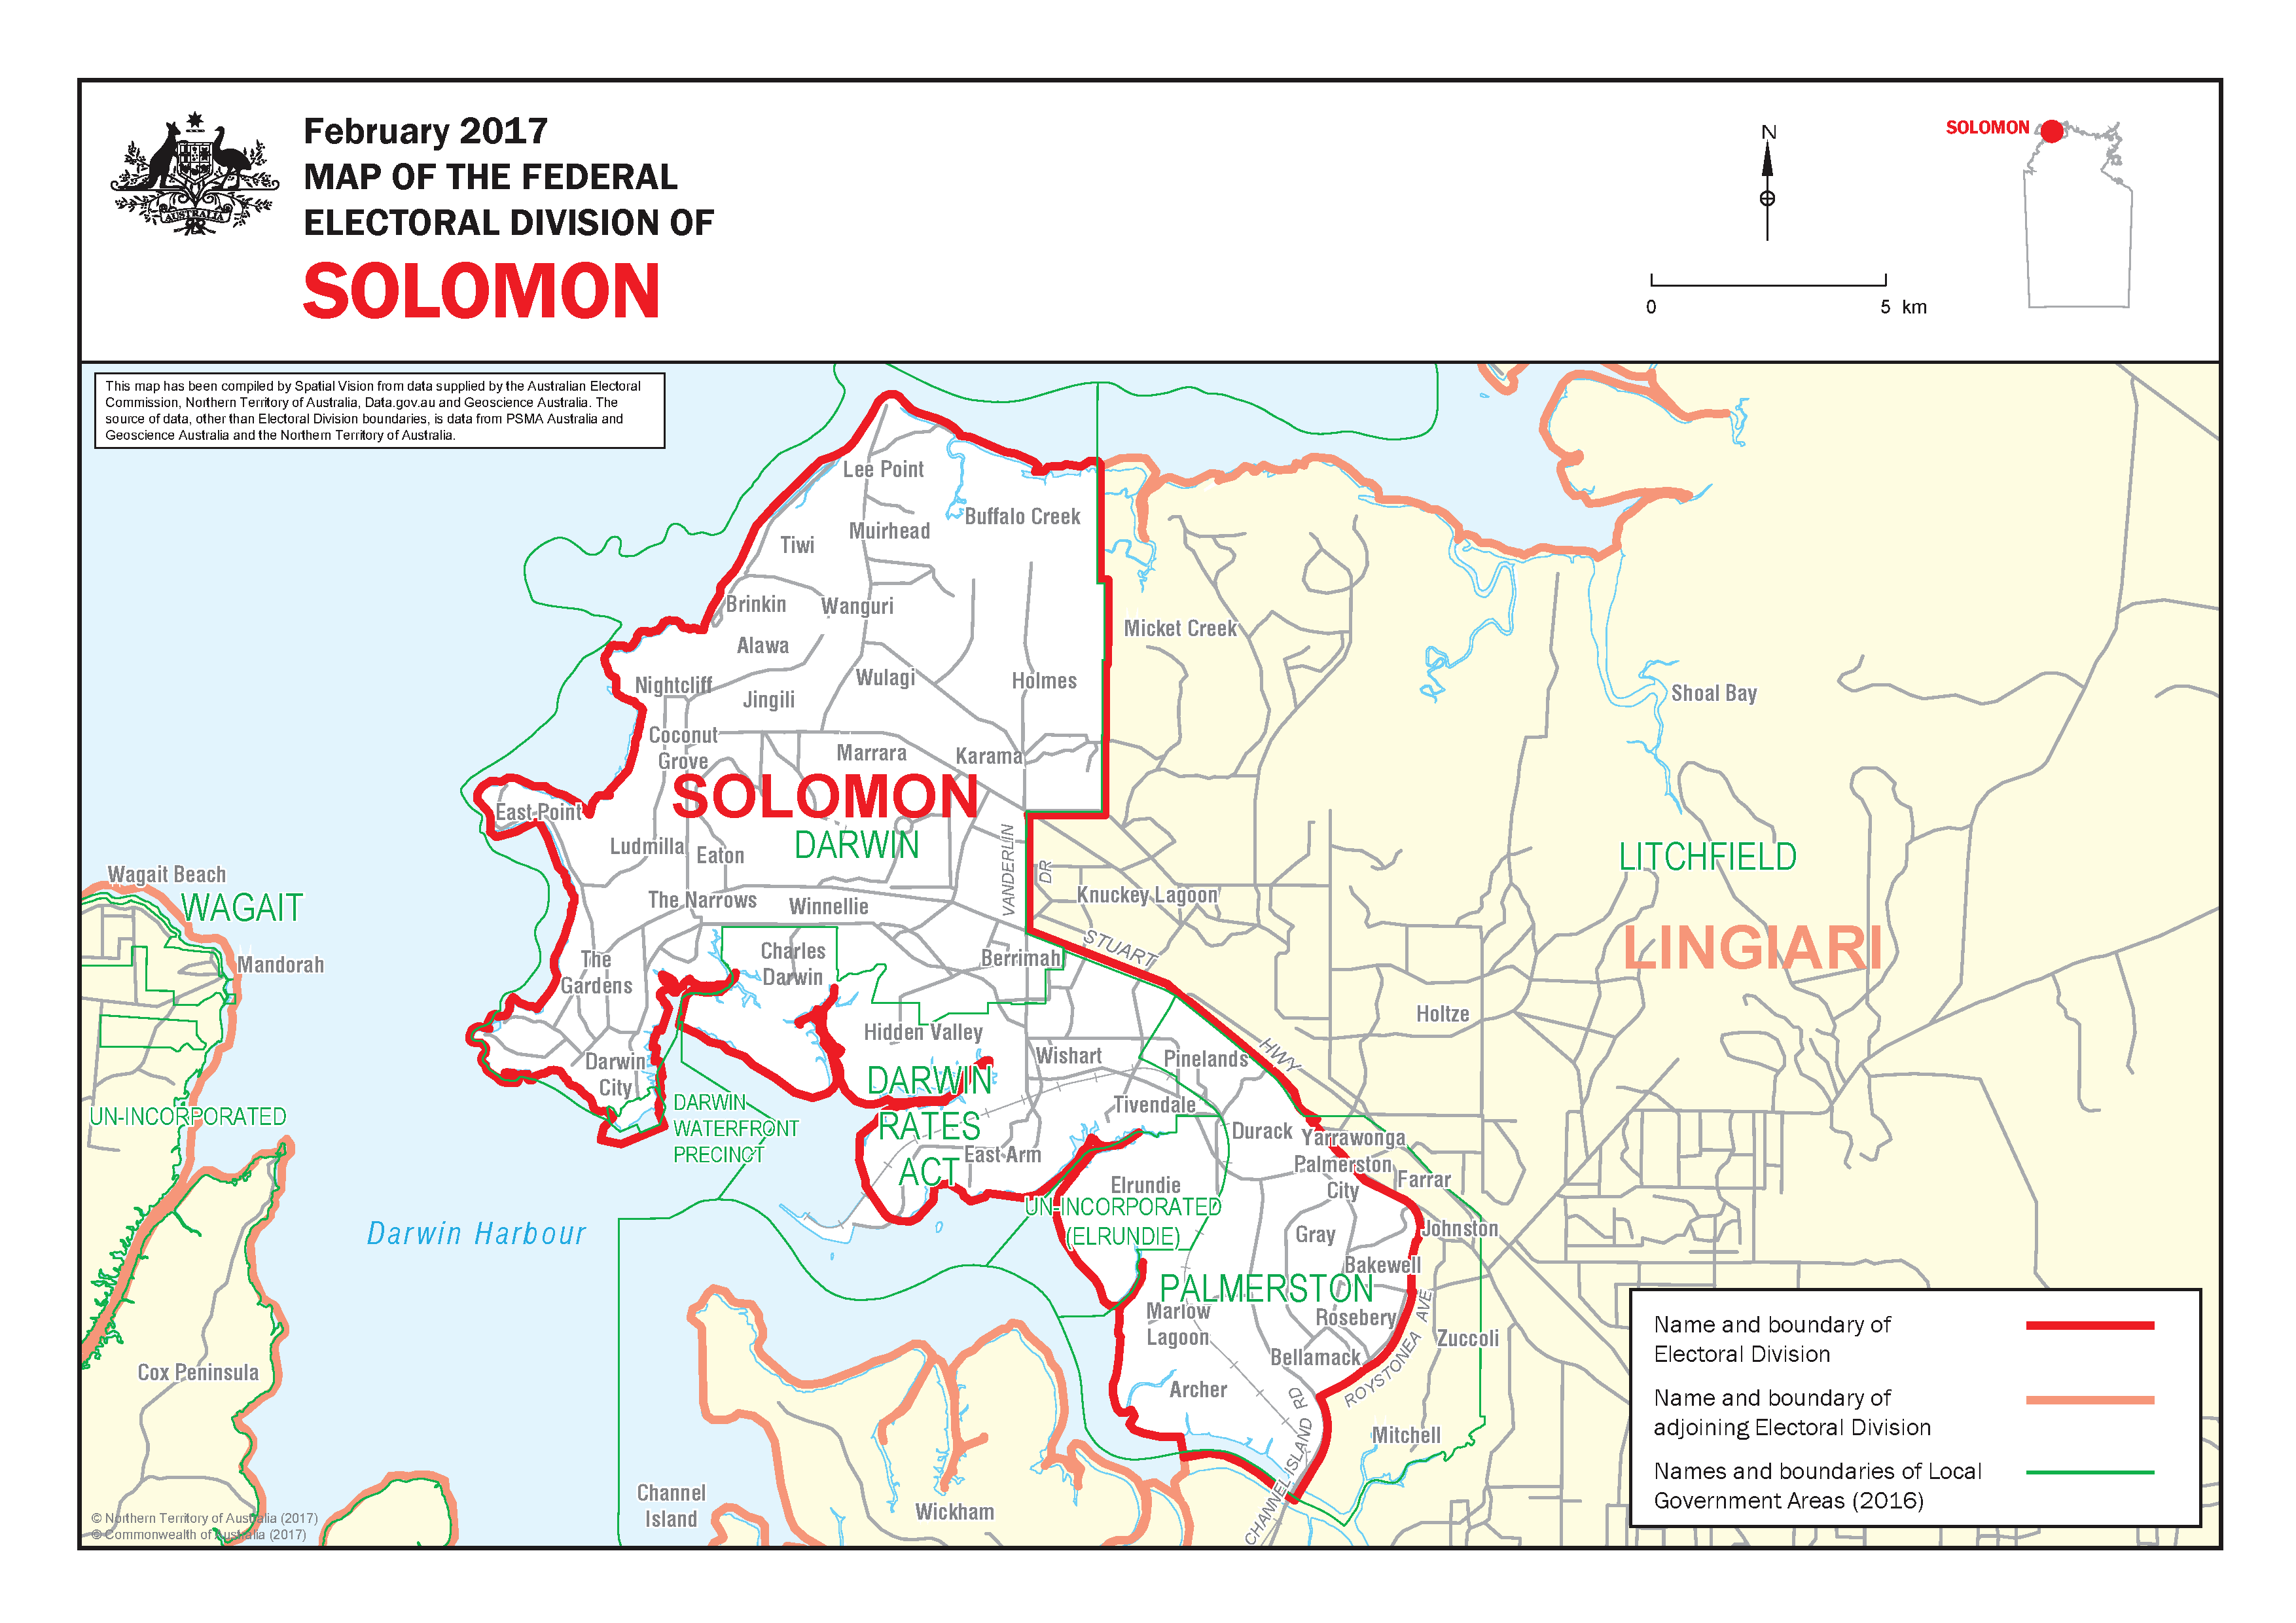 February 2017
MAP OF THE FEDERAL
ELECTORAL DIVISION OF
SOLOMON
AUSTRALIA
N
0
5 km
SOLOMON
This map has been compiled by Spatial Vision from data supplied by the Australian Electoral
Commission, Northern Territory of Australia, Data.gov.au and Geoscience Australia. The
source of data, other than Electoral Division boundaries, is data from PSMA Australia and
Geoscience Australia and the Northern Territory of Australia.
Lee Point
Buffalo Creek
Muirhead
Tiwi
Brinkin
Wanguri
Micket Creek
Alawa
Wulagi
Holmes
Nightcliff
Jingili
Shoal Bay
Coconut
Grove
Marrara
Karama
SOLOMON
East Point
DARWIN
Ludmilla
Eaton
VANDERLIN
DR
LITCHFIELD
Wagait Beach
WAGAIT
The Narrows
Winnellie
Knuckey Lagoon
STUART
LINGIARI
Mandorah
The
Gardens
Charles
Darwin
Berrimah
Holtze
Hidden Valley
Darwin
City
Wishart
Pinelands
HWY
DARWIN
RATES
ACT
UN-INCORPORATED
DARWIN
WATERFRONT
PRECINCT
Tivendale
Durack
Yarrawonga
East Arm
Palmerston
City
Farrar
Elrundie
UN-INCORPORATED
(ELRUNDIE)
Darwin Harbour
Gray
Johnston
Bakewell
PALMERSTON
Marlow
Lagoon
Rosebery
ROYSTONEA AVE
Zuccoli
Bellamack
Cox Peninsula
Archer
CHANNEL ISLAND RD
Mitchell
Channel
Island
Wickham
Name and boundary of
Electoral Division
Name and boundary of
adjoining Electoral Division
Names and boundaries of Local
Government Areas (2016)
© Northern Territory of Australia (2017)
© Commonwealth of Australia (2017)